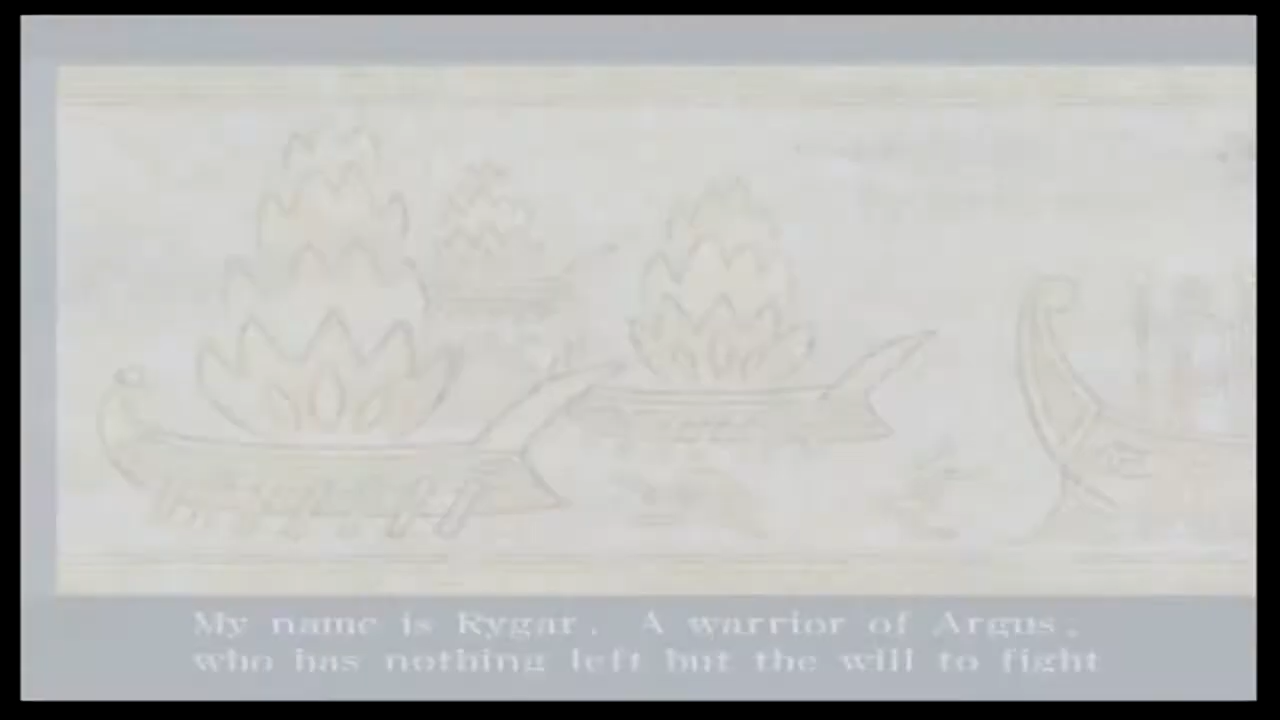 My name is Rygar. A warrior of Argus,
who has nothing left but the will to fight